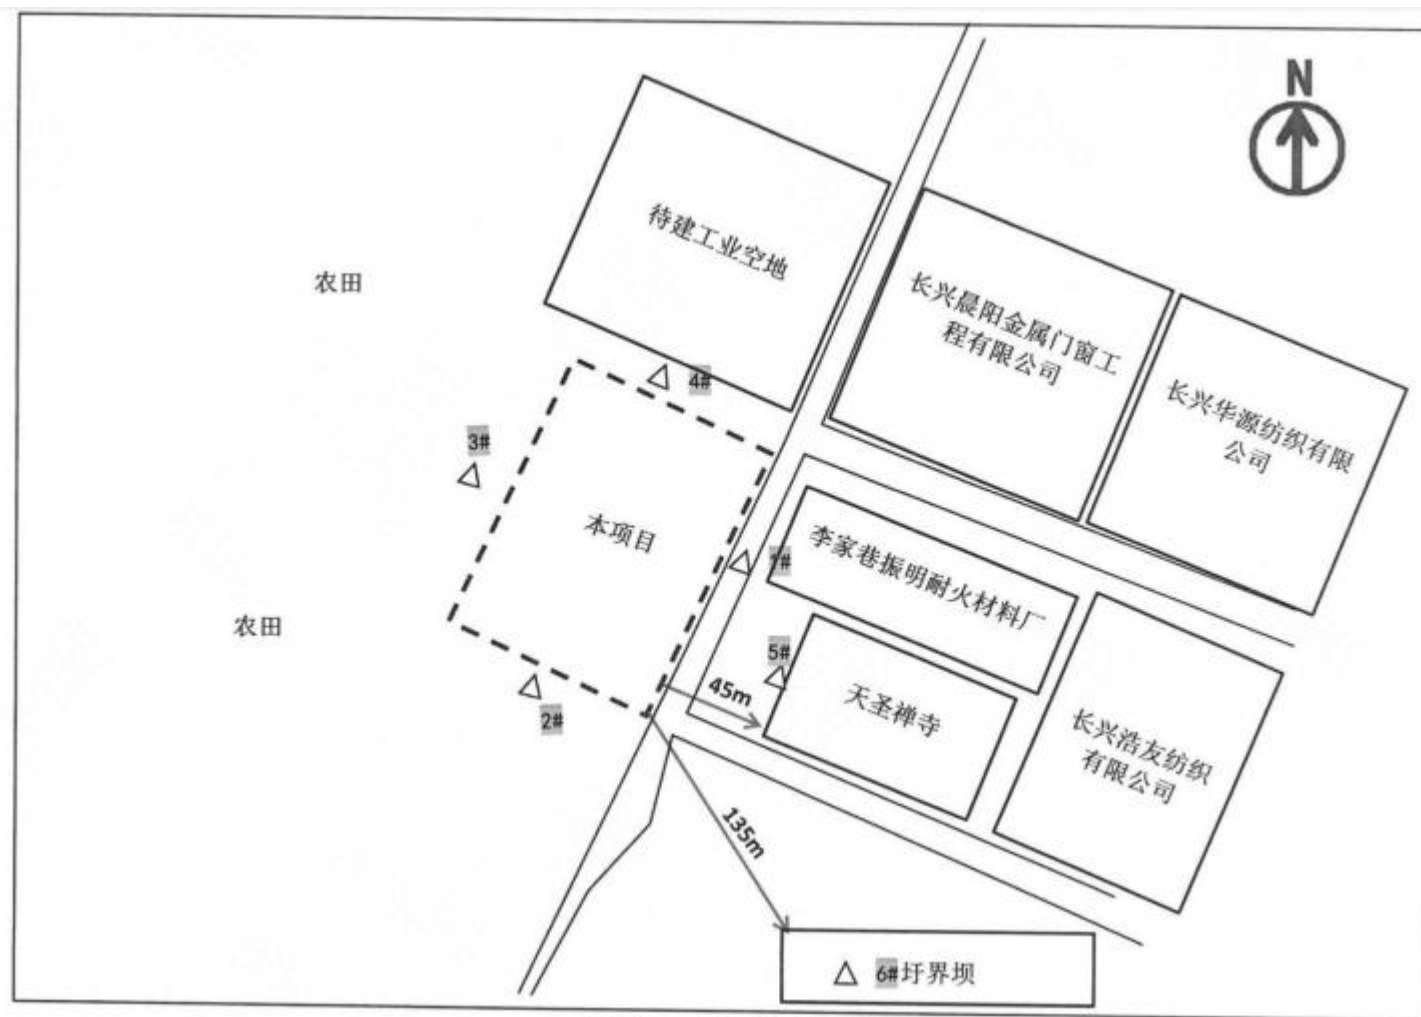 N
待建工业空地
农田
长兴晨阳金属门窗工
程有限公司
4#
长兴华源纺织有限
公司
3#
本项目
李家巷振明耐火材料厂
1#
农田
5#
45m
天圣禅寺
2#
长兴浩友纺织
有限公司
135m
6#圩界坝